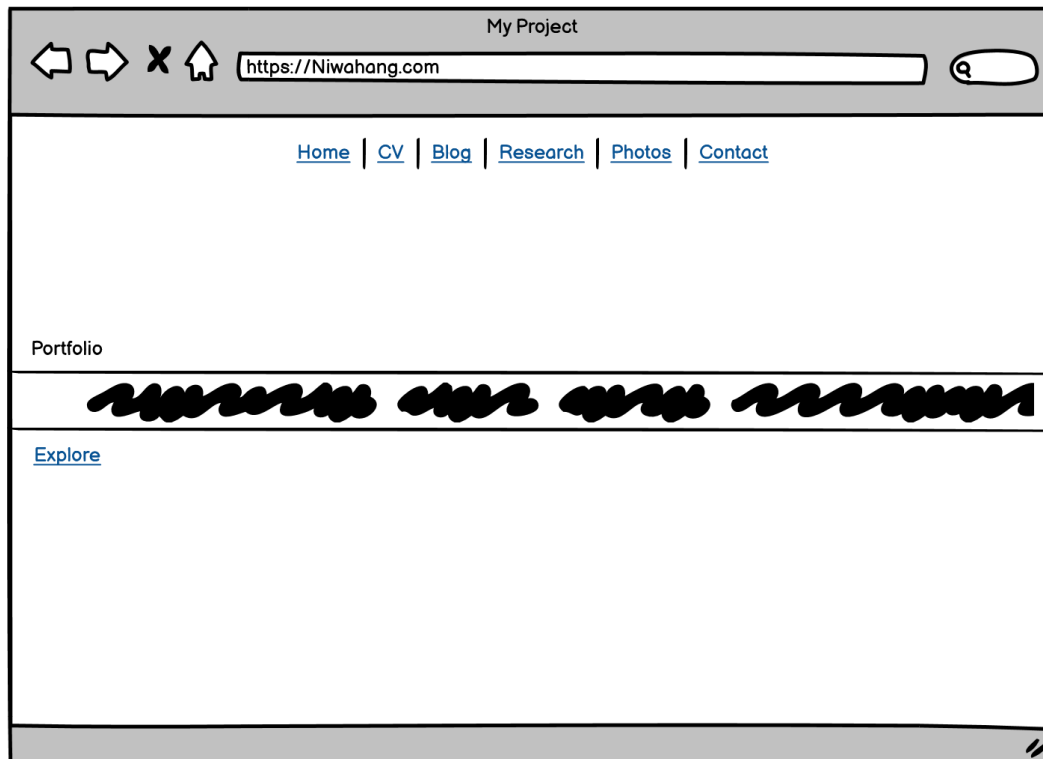 My Project
https://Niwahang.com
Home | CV | Blog | Research | Photos | Contact
Portfolio
Explore